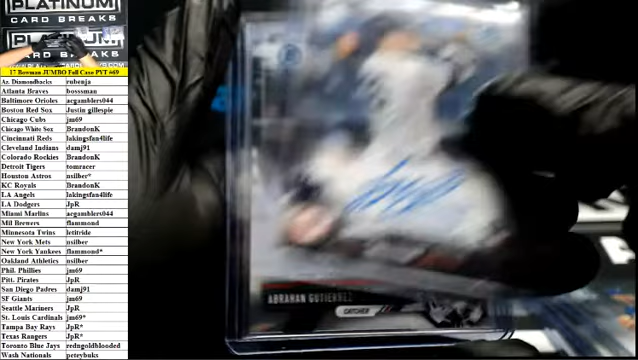 PLATINUM
CARD BREAKS
PLATINUM
CARD BREAKS
17 Bowman JUMBO Full Case PYT #69
Az. Diamondbacks rubenja
Atlanta Braves bosssman
Baltimore Orioles acgamblers044
Boston Red Sox Justin gillespie
Chicago Cubs jm69
Chicago White Sox BrandonK
Cincinnati Reds lakingsfan4life
Cleveland Indians damj91
Colorado Rockies BrandonK
Detroit Tigers tomracer
Houston Astros nsilber*
KC Royals BrandonK
LA Angels lakingsfan4life
LA Dodgers JpR
Miami Marlins acgamblers044
Mil Brewers flammond
Minnesota Twins letitride
New York Mets nsilber
New York Yankees flammond*
Oakland Athletics nsilber
Phil. Phillies jm69
Pitt. Pirates JpR
San Diego Padres damj91
SF Giants jm69
Seattle Mariners JpR
St. Louis Cardinals jm69*
Tampa Bay Rays JpR*
Texas Rangers JpR*
Toronto Blue Jays redngoldblooded
Wash Nationals peteybuks
ABRAHAN GUTIERREZ
CATCHER